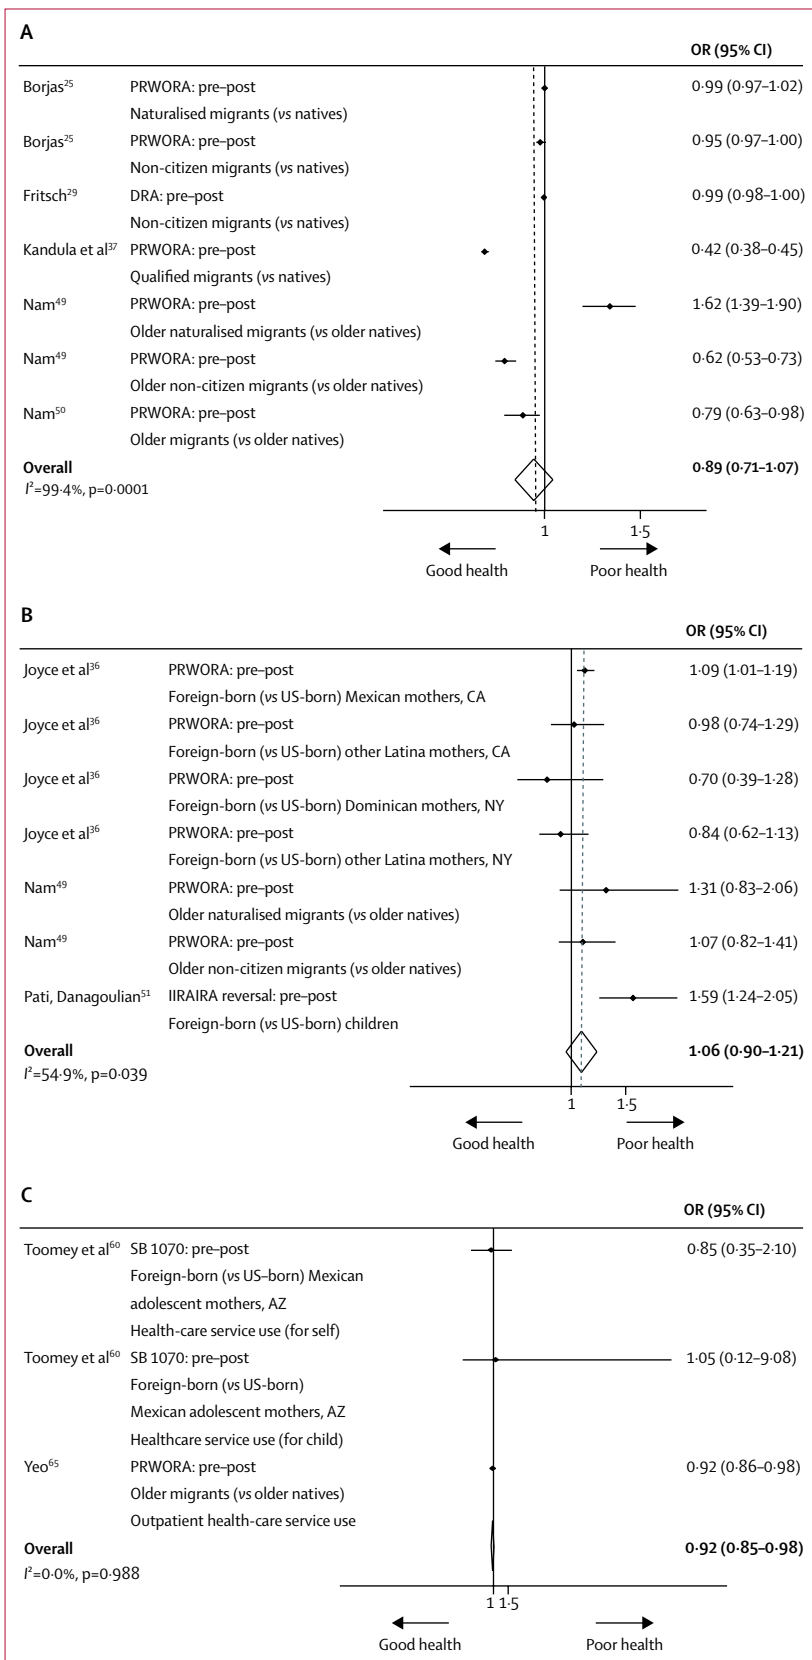 A
OR (95% CI)
Borjas²⁵ PRWORA: pre–post 0·99 (0·97–1·02)
Naturalised migrants (vs natives)
Borjas²⁵ PRWORA: pre–post 0·95 (0·97–1·00)
Non-citizen migrants (vs natives)
Fritsch²⁹ DRA: pre-post 0·99 (0·98–1·00)
Non-citizen migrants (vs natives)
Kandula et al³⁷ PRWORA: pre-post 0·42 (0·38–0·45)
Qualified migrants (vs natives)
Nam⁴⁹ PRWORA: pre-post 1·62 (1·39–1·90)
Older naturalised migrants (vs older natives)
Nam⁴⁹ PRWORA: pre-post 0·62 (0·53–0·73)
Older non-citizen migrants (vs older natives)
Nam⁵⁰ PRWORA: pre-post 0·79 (0·63–0·98)
Older migrants (vs older natives)
Overall 0·89 (0·71–1·07)
I²=99·4%, p=0·0001
1 1·5
Good health Poor health
B
OR (95% CI)
Joyce et al³⁶ PRWORA: pre–post 1·09 (1·01–1·19)
Foreign-born (vs US-born) Mexican mothers, CA
Joyce et al³⁶ PRWORA: pre–post 0·98 (0·74–1·29)
Foreign-born (vs US-born) other Latina mothers, CA
Joyce et al³⁶ PRWORA: pre–post 0·70 (0·39–1·28)
Foreign-born (vs US-born) Dominican mothers, NY
Joyce et al³⁶ PRWORA: pre–post 0·84 (0·62–1·13)
Foreign-born (vs US-born) other Latina mothers, NY
Nam⁴⁹ PRWORA: pre–post 1·31 (0·83–2·06)
Older naturalised migrants (vs older natives)
Nam⁴⁹ PRWORA: pre–post 1·07 (0·82–1·41)
Older non-citizen migrants (vs older natives)
Pati, Danagoulian⁵¹ IIRAIRA reversal: pre–post 1·59 (1·24–2·05)
Foreign-born (vs US-born) children
Overall 1·06 (0·90–1·21)
I²=54·9%, p=0·039
1 1·5
Good health Poor health
C
OR (95% CI)
Toomey et al⁶⁰ SB 1070: pre–post 0·85 (0·35–2·10)
Foreign-born (vs US–born) Mexican
adolescent mothers, AZ
Health-care service use (for self)
Toomey et al⁶⁰ SB 1070: pre–post 1·05 (0·12–9·08)
Foreign-born (vs US-born)
Mexican adolescent mothers, AZ
Healthcare service use (for child)
Yeo⁶⁵ PRWORA: pre–post 0·92 (0·86–0·98)
Older migrants (vs older natives)
Outpatient health-care service use
Overall 0·92 (0·85–0·98)
I²=0·0%, p=0·988
1 1·5
Good health Poor health